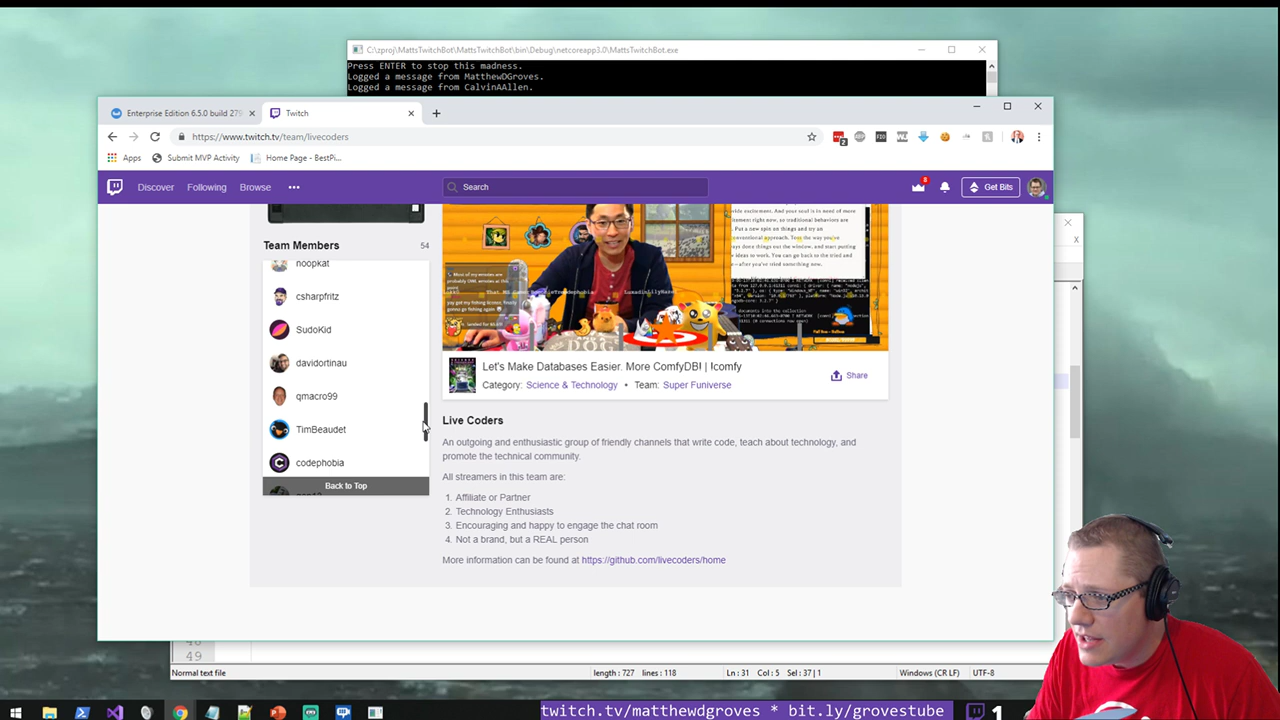 C:\zproj\MattsTwitchBot\MattsTwitchBot\bin\Debug\netcoreapp3.0\MattsTwitchBot.exe
Press ENTER to stop this madness.
Logged a message from MatthewDGroves.
Logged a message from CalvinAAllen.
Enterprise Edition 6.5.0 build 279
Twitch
https://www.twitch.tv/team/livecoders
Apps
Submit MVP Activity
Home Page - BestPi...
Discover
Following
Browse
Search
8
Get Bits
Team Members
54
noopkat
csharpfritz
SudoKid
davidortinau
qmacro99
TimBeaudet
codephobia
Back to Top
Let's Make Databases Easier. More ComfyDB! | !comfy
Category: Science & Technology • Team: Super Funiverse
Share
Live Coders
An outgoing and enthusiastic group of friendly channels that write code, teach about technology, and
promote the technical community.
All streamers in this team are:
1. Affiliate or Partner
2. Technology Enthusiasts
3. Encouraging and happy to engage the chat room
4. Not a brand, but a REAL person
More information can be found at https://github.com/livecoders/home
49
Normal text file
length : 727 lines : 118
Ln : 31 Col : 5 Sel : 37 | 1
Windows (CR LF)
UTF-8
twitch.tv/matthewdgroves * bit.ly/grovestube
1